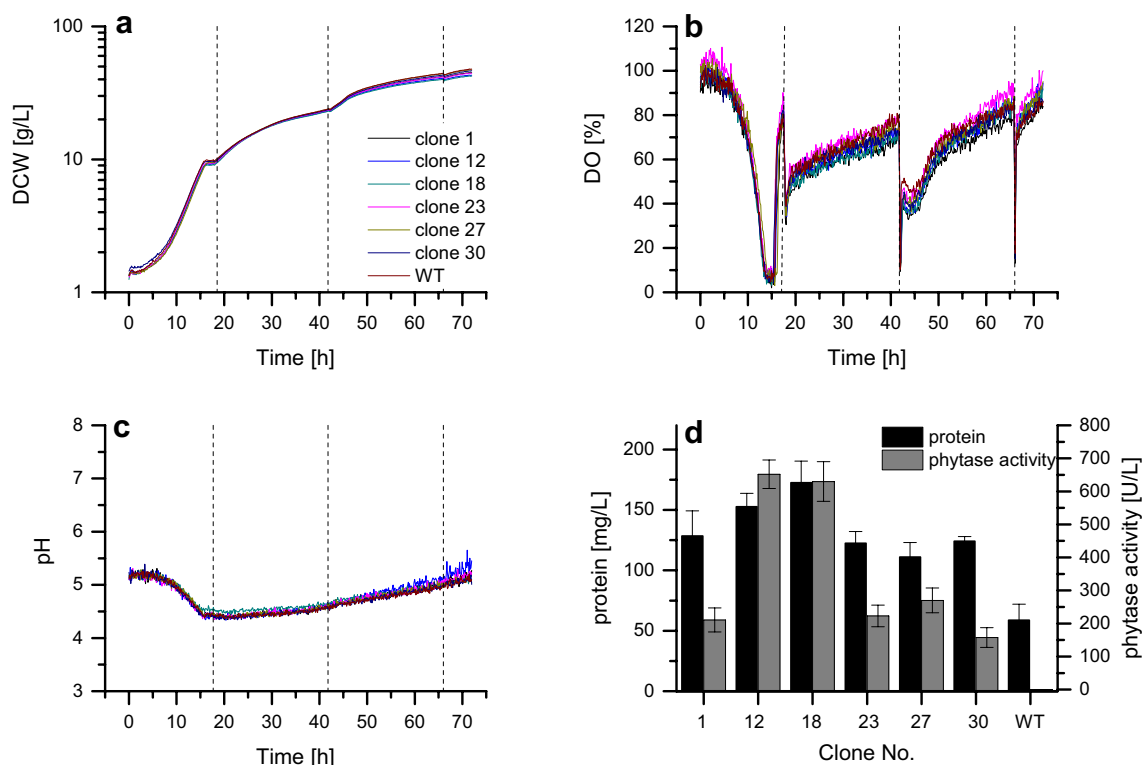 a
DCW [g/L]
100
10
1
clone 1
clone 12
clone 18
clone 23
clone 27
clone 30
WT
0 10 20 30 40 50 60 70
Time [h]
b
DO [%]
120
100
80
60
40
20
0
0 10 20 30 40 50 60 70
Time [h]
c
pH
8
7
6
5
4
3
0 10 20 30 40 50 60 70
Time [h]
d
protein
phytase activity
protein [mg/L]
200
150
100
50
0
phytase activity [U/L]
800
700
600
500
400
300
200
100
0
1 12 18 23 27 30 WT
Clone No.